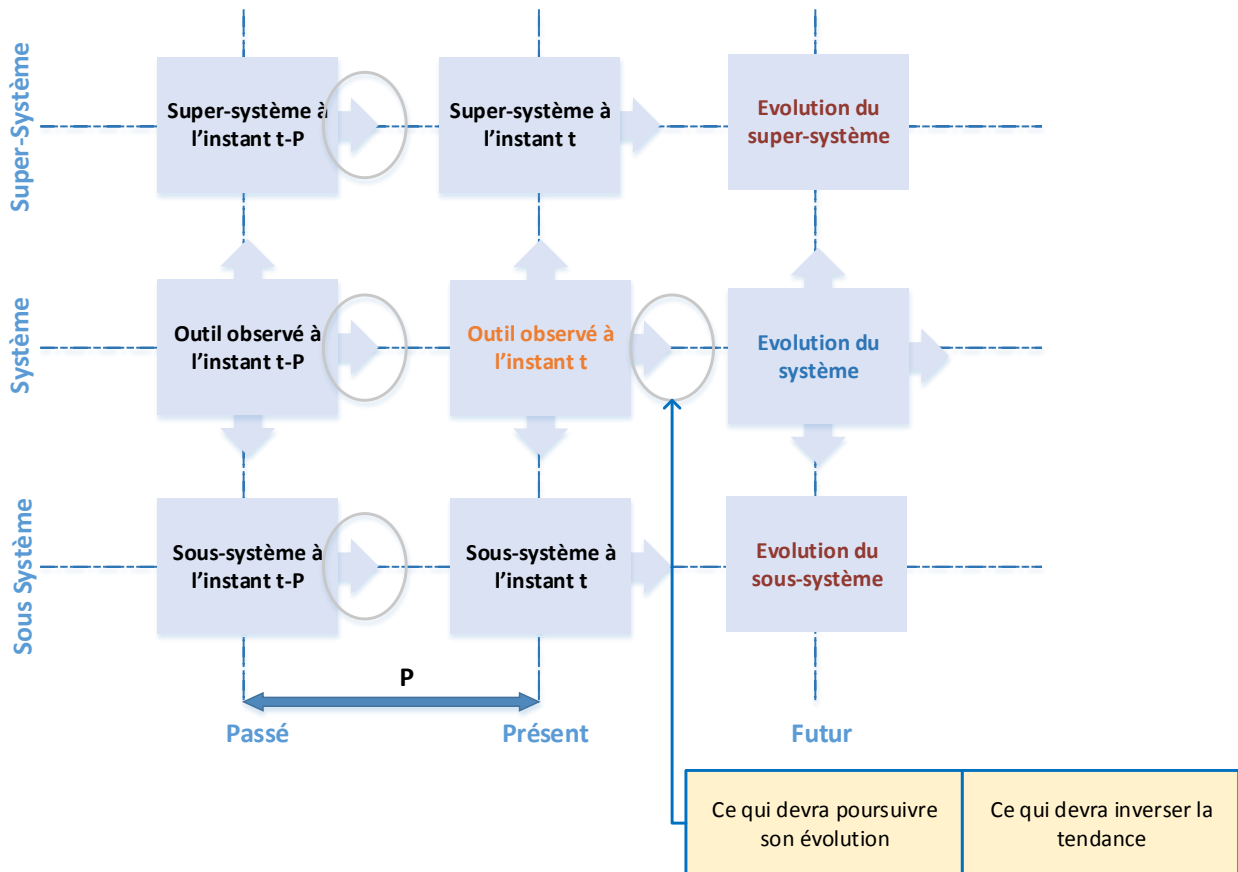 Super-Système
Super-système à
l'instant t-P
Super-système à
l'instant t
Evolution du
super-système
Système
Outil observé à
l'instant t-P
Outil observé à
l'instant t
Evolution du
système
Sous Système
Sous-système à
l'instant t-P
Sous-système à
l'instant t
Evolution du
sous-système
P
Passé
Présent
Futur
Ce qui devra poursuivre
son évolution
Ce qui devra inverser la
tendance